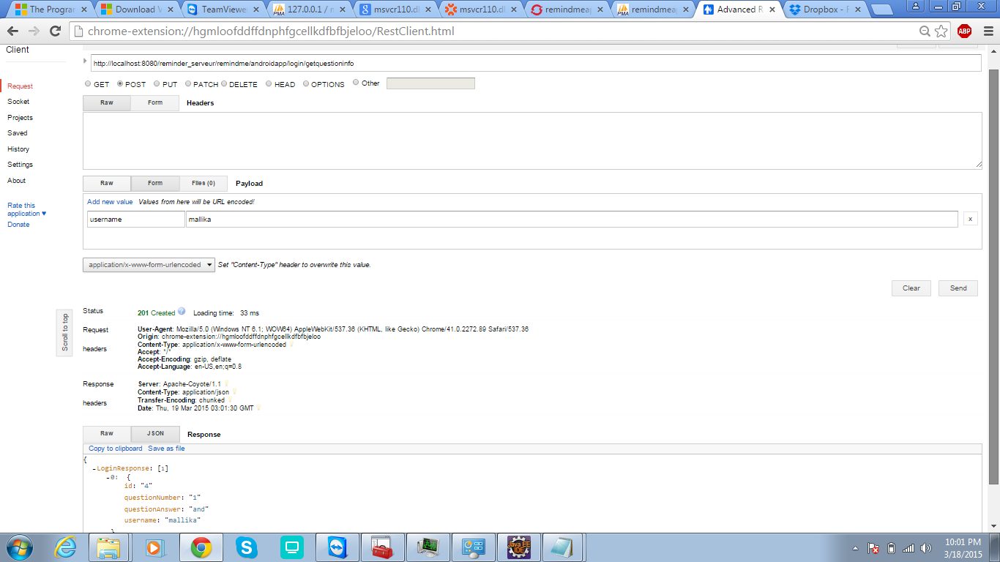 The Progra
Download V
TeamViewe
127.0.0.1 / m
msvcr110.dl
msvcr110.dl
remindmeap
remindmeap
Advanced R
Dropbox - F
chrome-extension://hgmloofddffdnphfgcellkdfbfbjeloo/RestClient.html
ABP
Client
http://localhost:8080/reminder_serveur/remindme/androidapp/login/getquestioninfo
GET POST PUT PATCH DELETE HEAD OPTIONS Other
Request
Socket
Projects
Saved
History
Settings
About
Rate this
application ♥
Donate
Raw Form Headers
Raw Form Files (0) Payload
Add new value Values from here will be URL encoded!
username mallika x
application/x-www-form-urlencoded Set "Content-Type" header to overwrite this value.
Clear Send
Scroll to top
Status 201 Created Loading time: 33 ms
Request
headers
User-Agent: Mozilla/5.0 (Windows NT 6.1; WOW64) AppleWebKit/537.36 (KHTML, like Gecko) Chrome/41.0.2272.89 Safari/537.36
Origin: chrome-extension://hgmloofddffdnphfgcellkdfbfbjeloo
Content-Type: application/x-www-form-urlencoded
Accept: */*
Accept-Encoding: gzip, deflate
Accept-Language: en-US,en;q=0.8
Response
headers
Server: Apache-Coyote/1.1
Content-Type: application/json
Transfer-Encoding: chunked
Date: Thu, 19 Mar 2015 03:01:30 GMT
Raw JSON Response
Copy to clipboard Save as file
{
-LoginResponse: [1]
-0: {
id: "4"
questionNumber: "1"
questionAnswer: "and"
username: "mallika"
}
Java EE
IDE
10:01 PM
3/18/2015